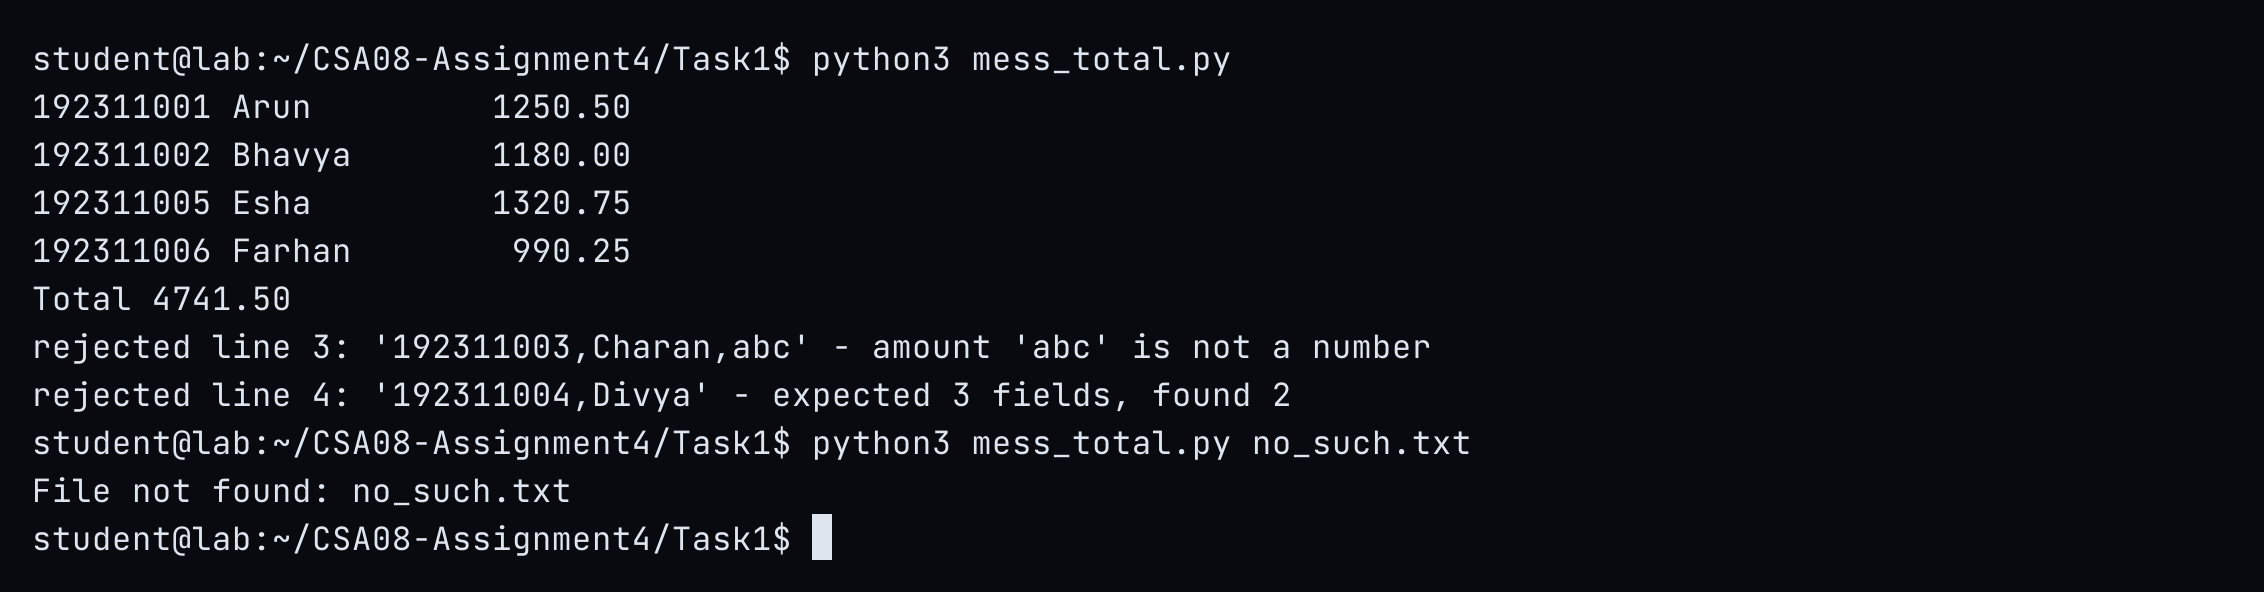 student@lab:~/CSA08-Assignment4/Task1$ python3 mess_total.py
192311001 Arun         1250.50
192311002 Bhavya       1180.00
192311005 Esha         1320.75
192311006 Farhan        990.25
Total 4741.50
rejected line 3: '192311003,Charan,abc' - amount 'abc' is not a number
rejected line 4: '192311004,Divya' - expected 3 fields, found 2
student@lab:~/CSA08-Assignment4/Task1$ python3 mess_total.py no_such.txt
File not found: no_such.txt
student@lab:~/CSA08-Assignment4/Task1$